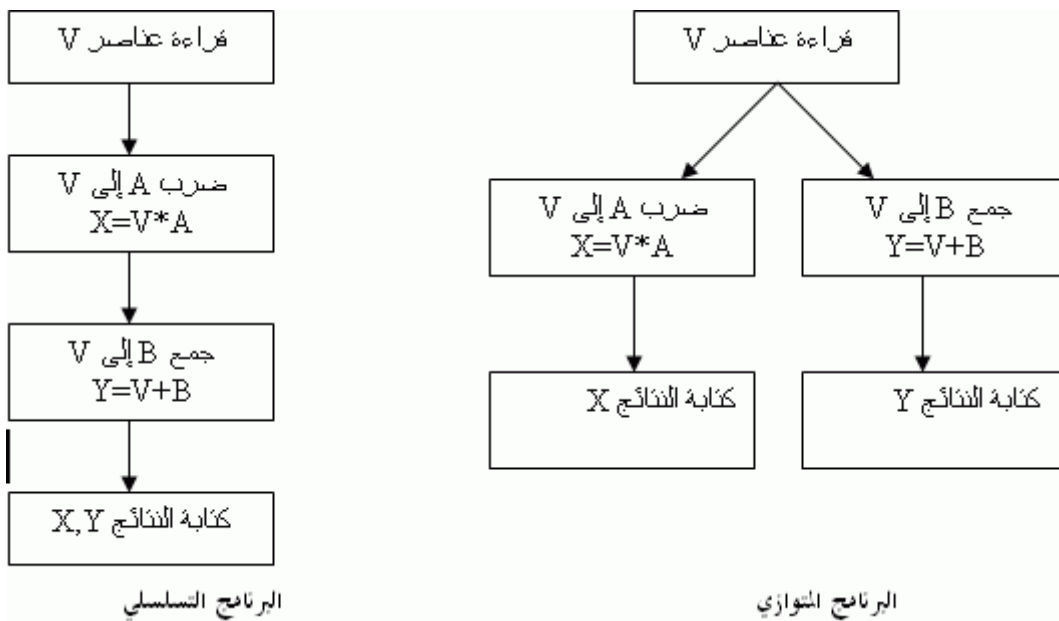 قراءة عناصر V
ضرب A إلى V
X=V*A
جمع B إلى V
Y=V+B
كتابة النتائج X,Y
البرنامج التسلسلي
قراءة عناصر V
ضرب A إلى V
X=V*A
كتابة النتائج X
جمع B إلى V
Y=V+B
كتابة النتائج Y
البرنامج المتوازي